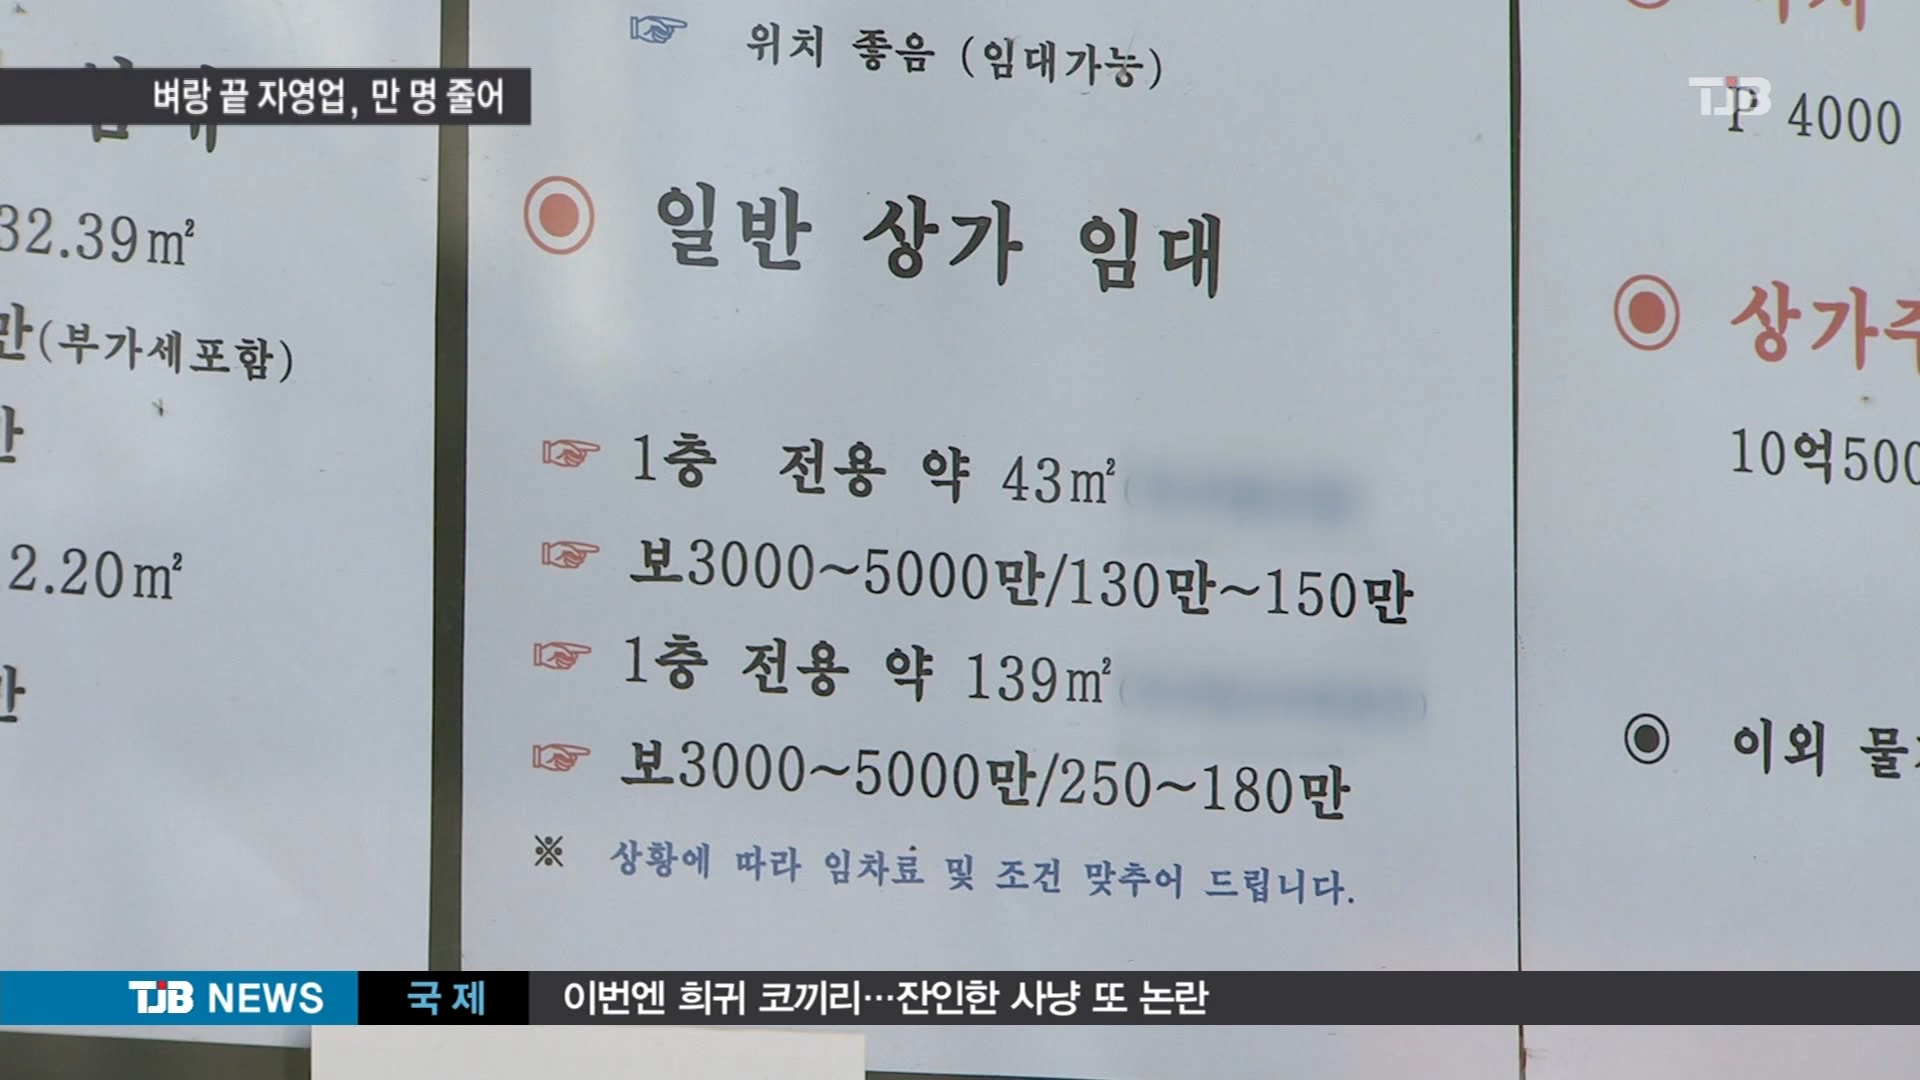 벼랑 끝 자영업, 만 명 줄어
TJB
32.39㎡
만(부가세포함)
2.20㎡
☞ 위치 좋음 (임대가능)
◉ 일반 상가 임대
☞ 1층 전용 약 43㎡
☞ 보3000~5000만/130만~150만
☞ 1층 전용 약 139㎡
☞ 보3000~5000만/250~180만
※ 상황에 따라 임차료 및 조건 맞추어 드립니다.
P 4000
◉ 상가주
10억500
◉ 이외 물
TJB NEWS 국제 이번엔 희귀 코끼리…잔인한 사냥 또 논란